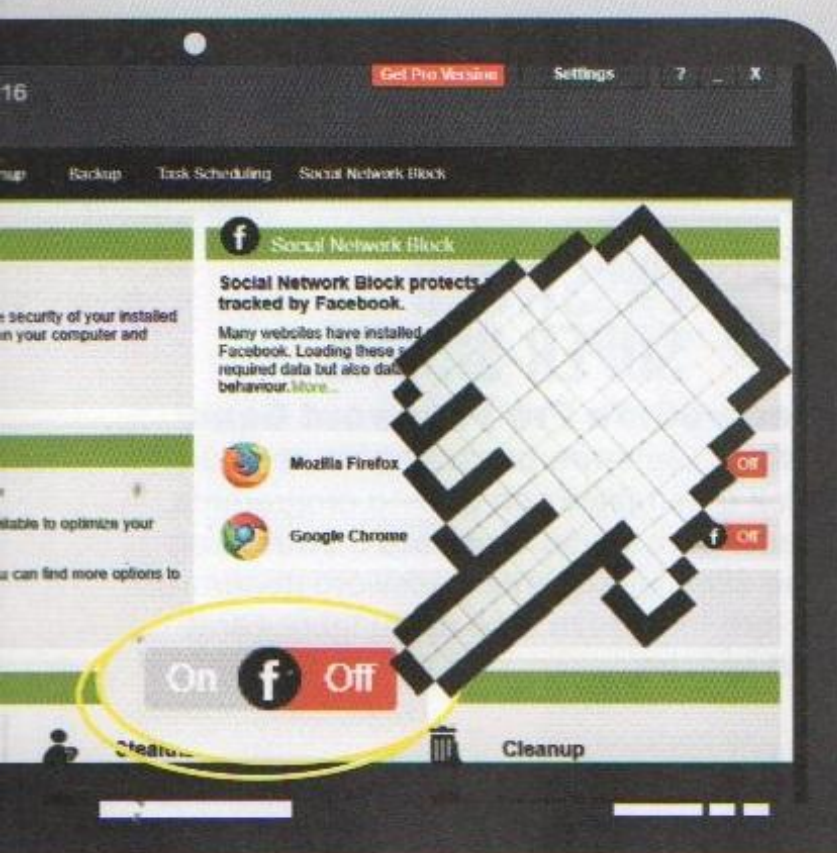 16
Get Pro Version Settings ? _ X
Backup Task Scheduling Social Network Block
f Social Network Block
Social Network Block protects
tracked by Facebook.
security of your installed
your computer and
Many websites have installed
Facebook. Loading these
required data but also
behaviour. More...
Mozilla Firefox Off
to optimize your
Google Chrome f Off
can find more options to
On f Off
Cleanup